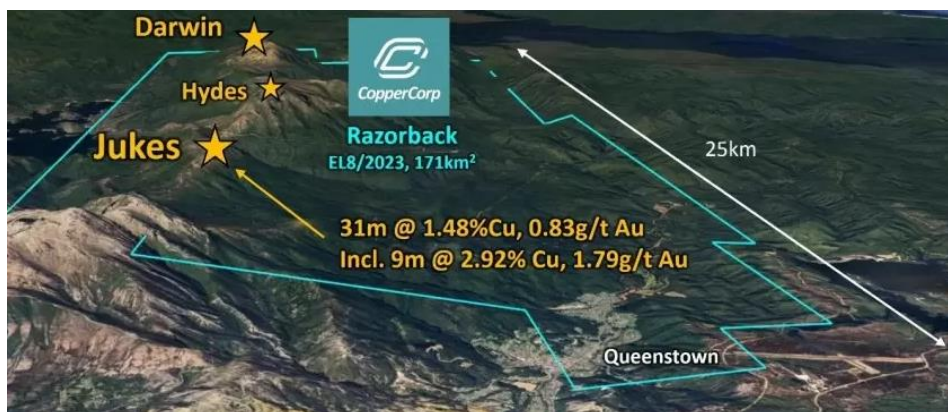 Darwin
Hydes
Jukes
CopperCorp
Razorback
EL8/2023, 171km²
25km
31m @ 1.48%Cu, 0.83g/t Au
Incl. 9m @ 2.92% Cu, 1.79g/t Au
Queenstown